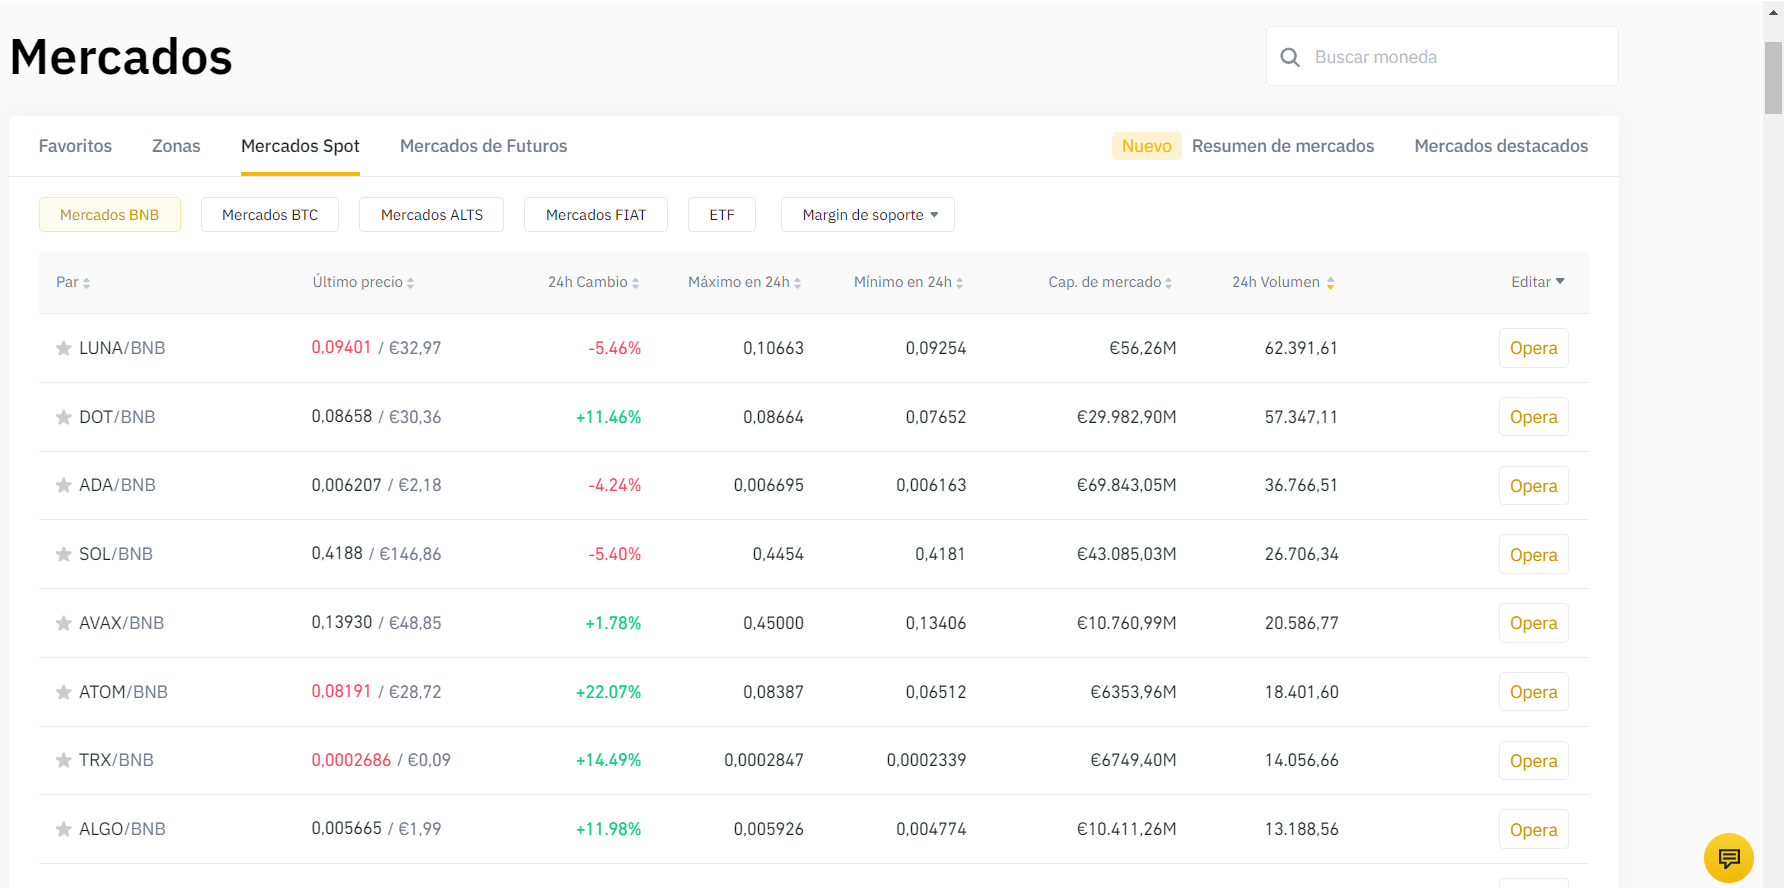 Mercados
Buscar moneda
Favoritos Zonas Mercados Spot Mercados de Futuros Nuevo Resumen de mercados Mercados destacados
Mercados BNB Mercados BTC Mercados ALTS Mercados FIAT ETF Margin de soporte
Par Último precio 24h Cambio Máximo en 24h Mínimo en 24h Cap. de mercado 24h Volumen Editar
LUNA/BNB 0,09401 / €32,97 -5.46% 0,10663 0,09254 €56,26M 62.391,61 Opera
DOT/BNB 0,08658 / €30,36 +11.46% 0,08664 0,07652 €29.982,90M 57.347,11 Opera
ADA/BNB 0,006207 / €2,18 -4.24% 0,006695 0,006163 €69.843,05M 36.766,51 Opera
SOL/BNB 0,4188 / €146,86 -5.40% 0,4454 0,4181 €43.085,03M 26.706,34 Opera
AVAX/BNB 0,13930 / €48,85 +1.78% 0,45000 0,13406 €10.760,99M 20.586,77 Opera
ATOM/BNB 0,08191 / €28,72 +22.07% 0,08387 0,06512 €6353,96M 18.401,60 Opera
TRX/BNB 0,0002686 / €0,09 +14.49% 0,0002847 0,0002339 €6749,40M 14.056,66 Opera
ALGO/BNB 0,005665 / €1,99 +11.98% 0,005926 0,004774 €10.411,26M 13.188,56 Opera